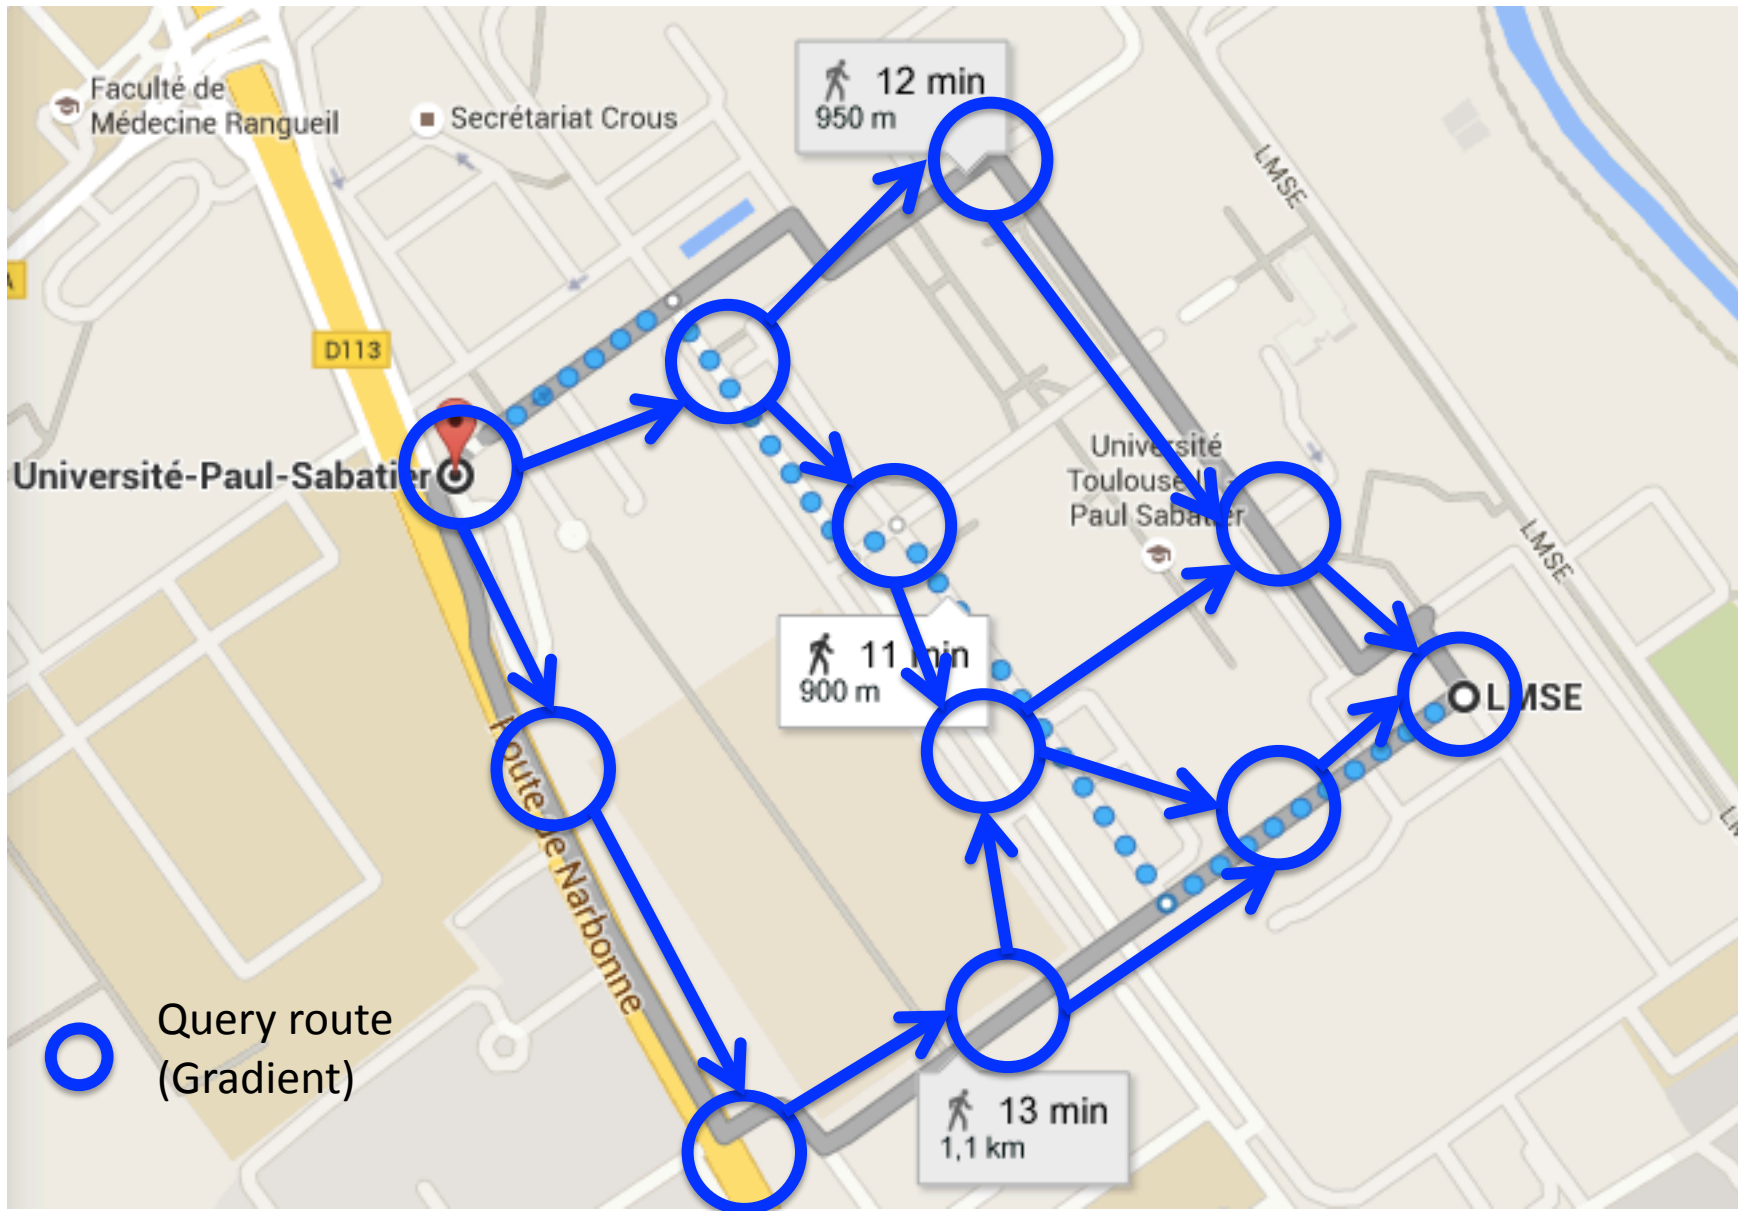 12 min
950 m
Faculté de
Médecine Rangueil
Secrétariat Crous
LMSE
A
D113
Université-Paul-Sabatier
Université
Paul Sabatier
LMSE
11 min
900 m
LMSE
Route de Narbonne
Query route
(Gradient)
13 min
1,1 km